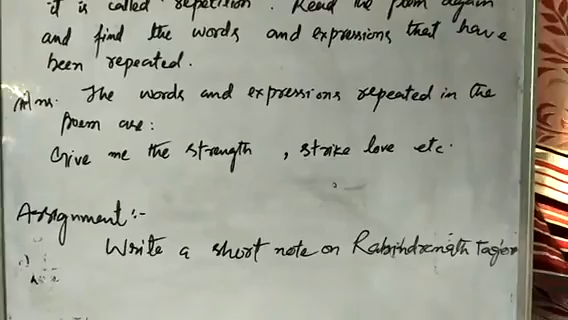 it is called repetition. Read the poem again
and find the words and expressions that have
been repeated.
Ans. The words and expressions repeated in the
Poem are:
Give me the strength , strike love etc.
Assignment:-
Write a short note on Rabindranath Tagor